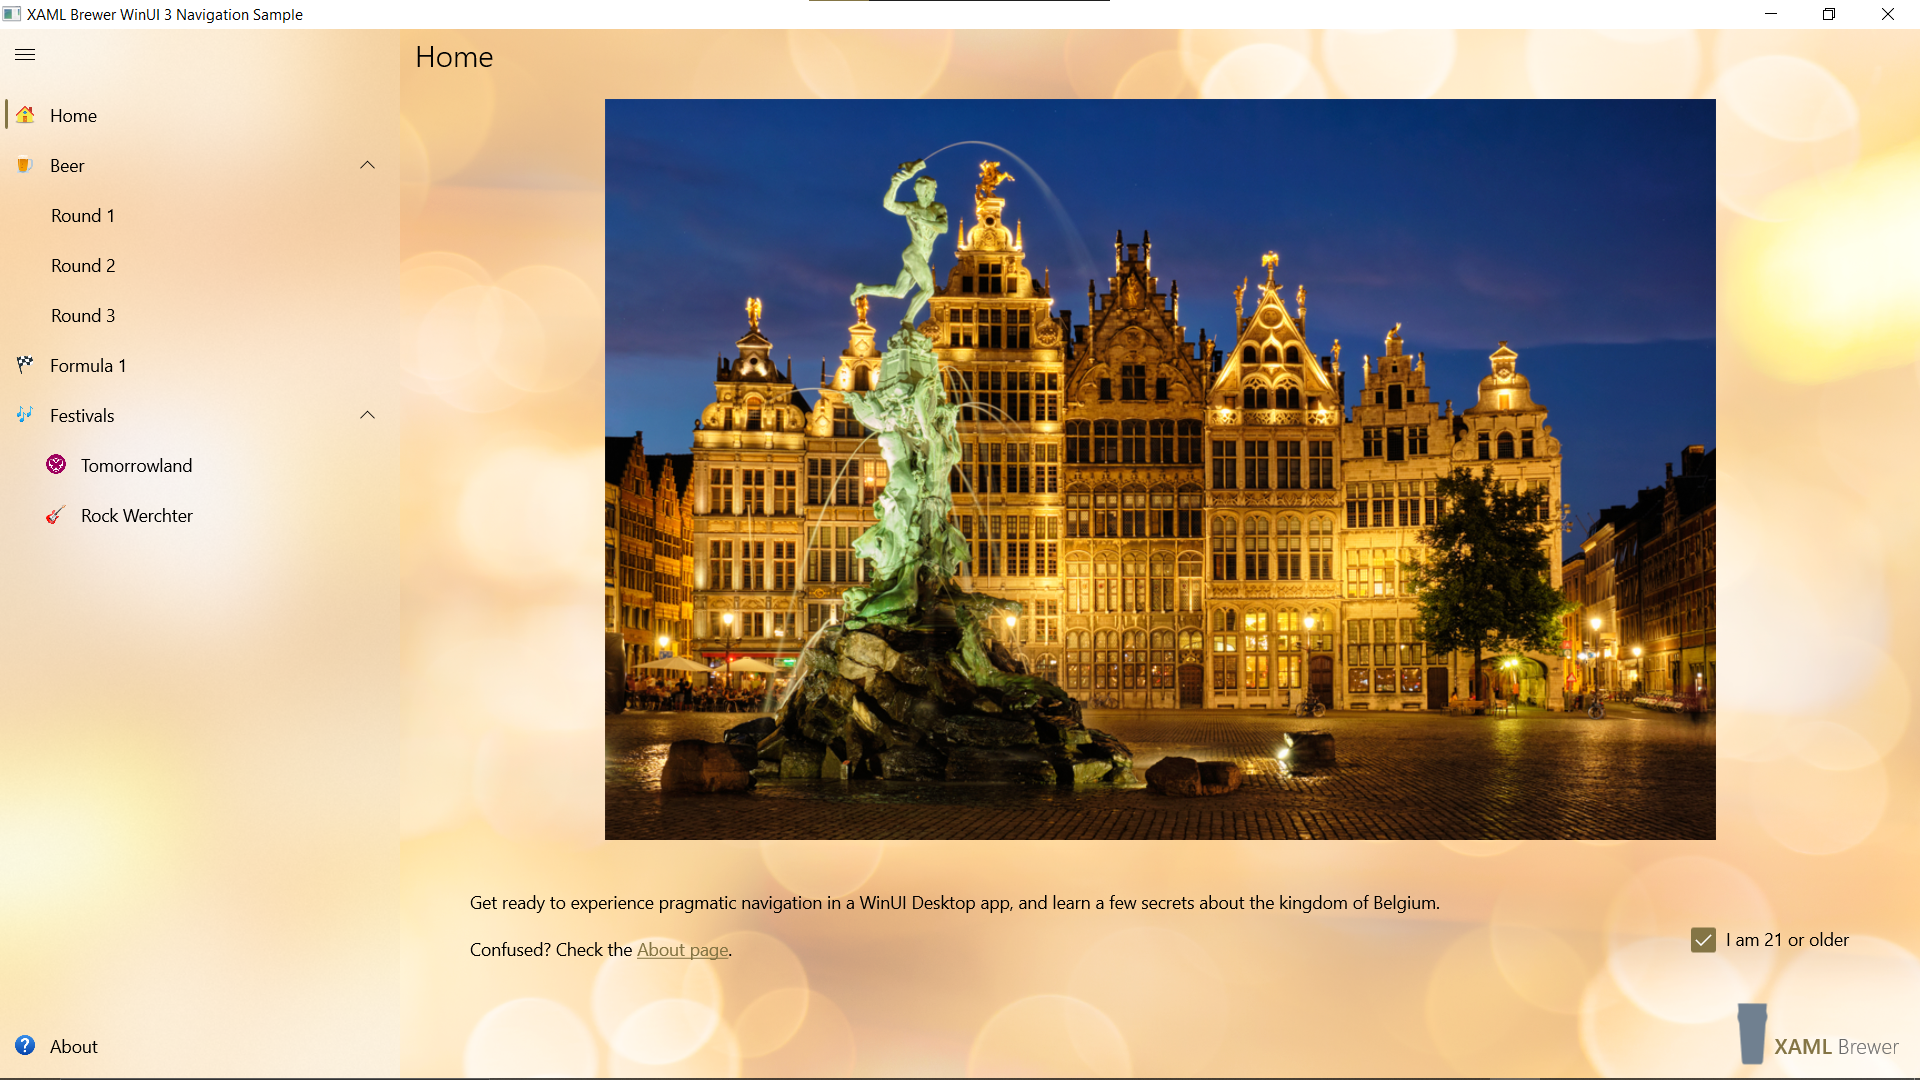 XAML Brewer WinUI 3 Navigation Sample
Home
Home
Beer
Round 1
Round 2
Round 3
Formula 1
Festivals
Tomorrowland
Rock Werchter
Get ready to experience pragmatic navigation in a WinUI Desktop app, and learn a few secrets about the kingdom of Belgium.
I am 21 or older
Confused? Check the About page.
? About
XAML Brewer